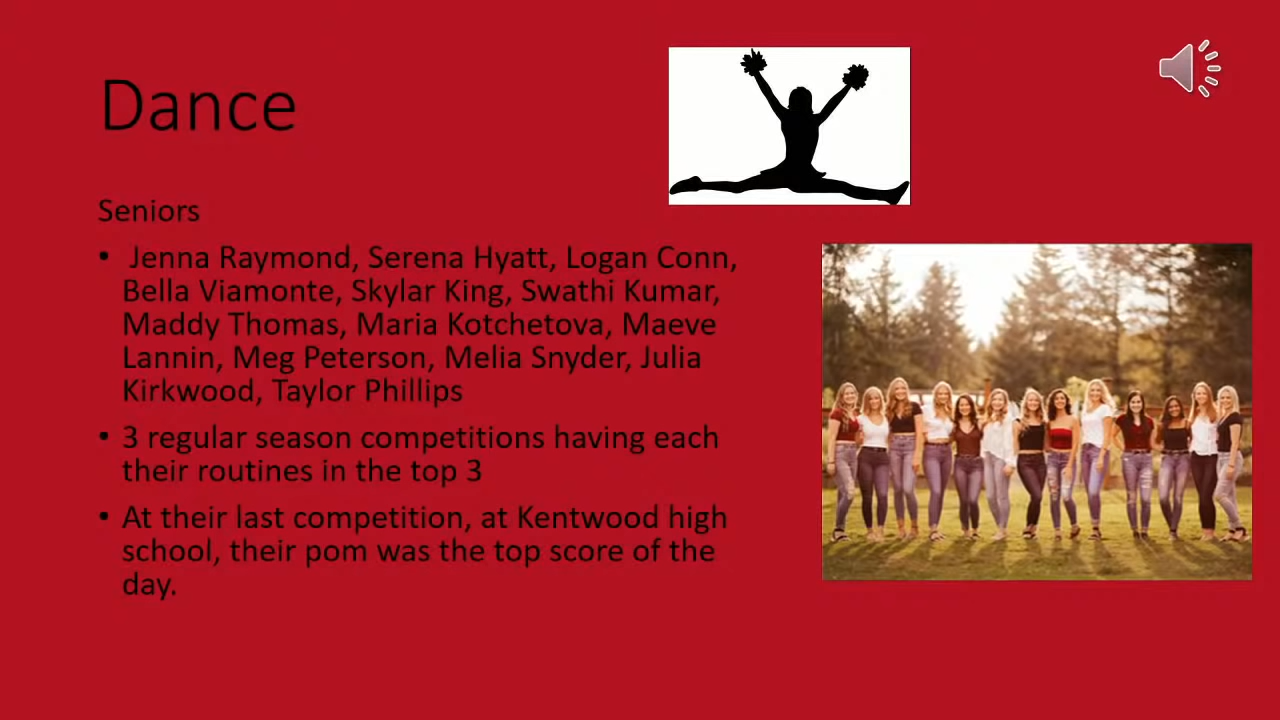 Dance
Seniors
• Jenna Raymond, Serena Hyatt, Logan Conn,
Bella Viamonte, Skylar King, Swathi Kumar,
Maddy Thomas, Maria Kotchetova, Maeve
Lannin, Meg Peterson, Melia Snyder, Julia
Kirkwood, Taylor Phillips
• 3 regular season competitions having each
their routines in the top 3
• At their last competition, at Kentwood high
school, their pom was the top score of the
day.